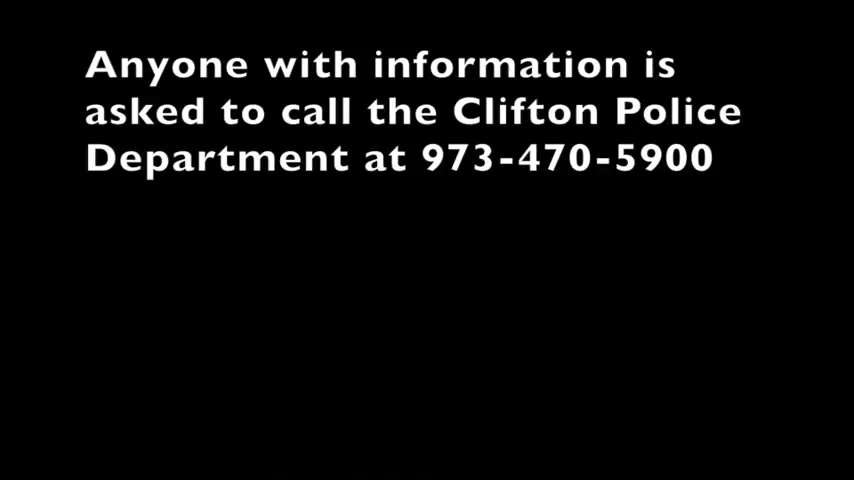 Anyone with information is
asked to call the Clifton Police
Department at 973-470-5900